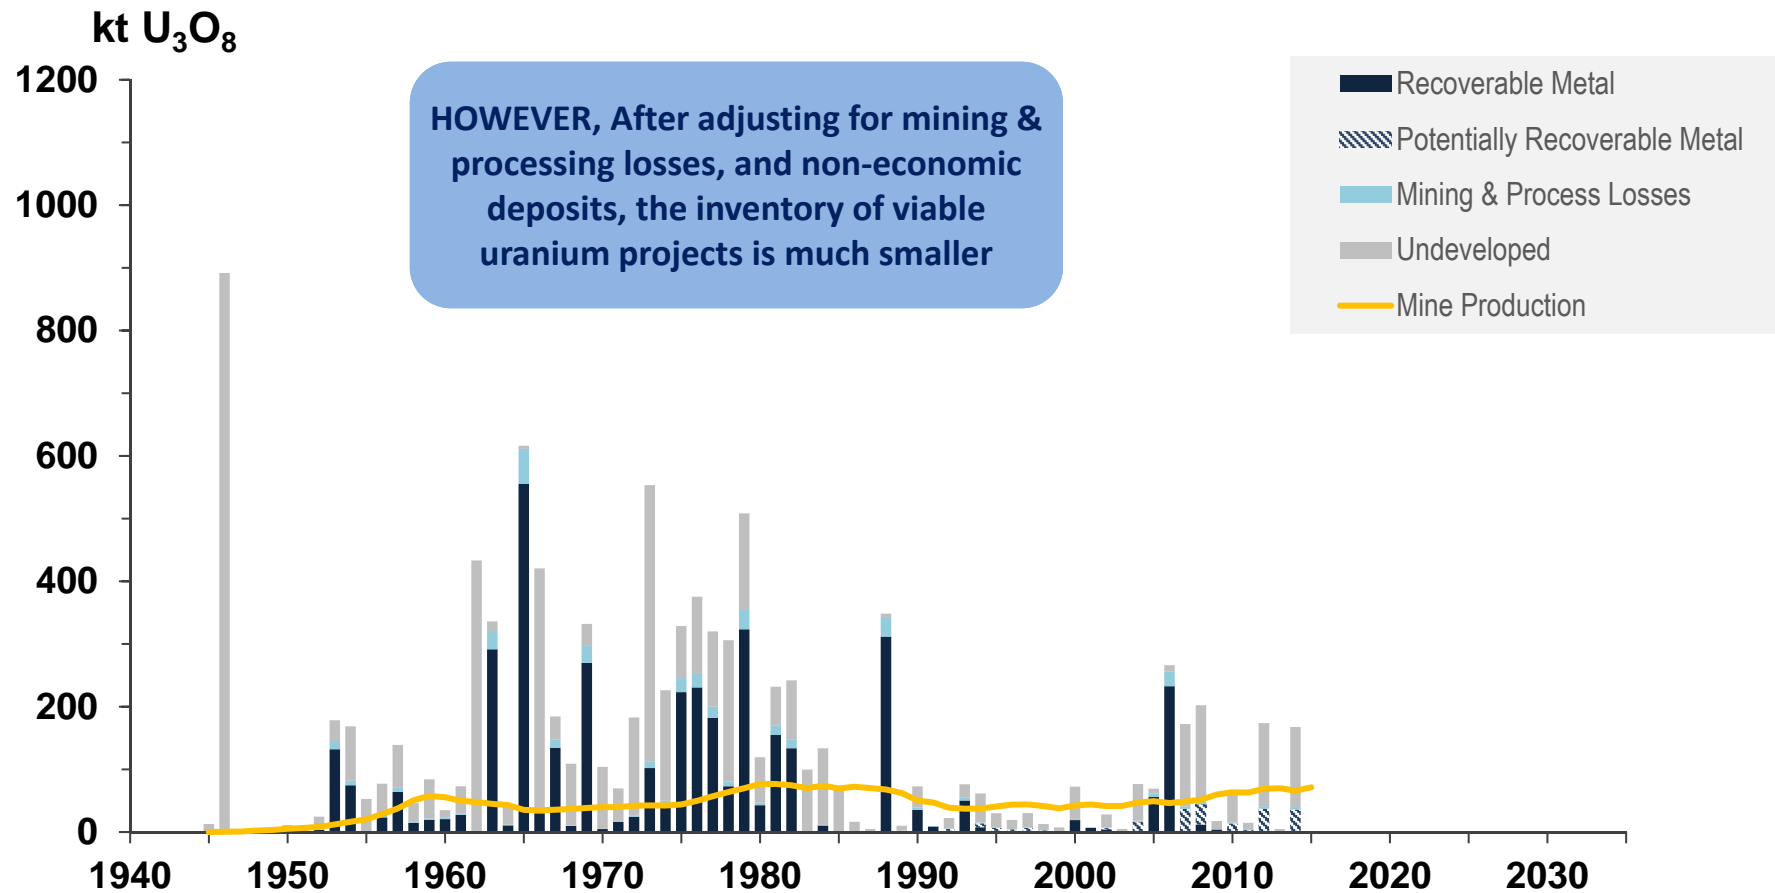 kt U₃O₈
1200
1000
800
600
400
200
0
1940 1950 1960 1970 1980 1990 2000 2010 2020 2030
HOWEVER, After adjusting for mining &
processing losses, and non-economic
deposits, the inventory of viable
uranium projects is much smaller
Recoverable Metal
Potentially Recoverable Metal
Mining & Process Losses
Undeveloped
Mine Production